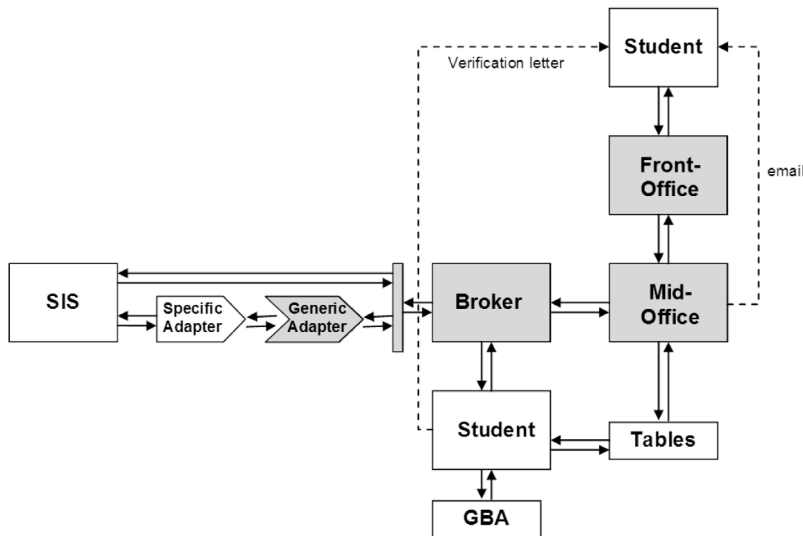 Student
Verification letter
Front-
Office
email
SIS
Specific
Adapter
Generic
Adapter
Broker
Mid-
Office
Student
Tables
GBA